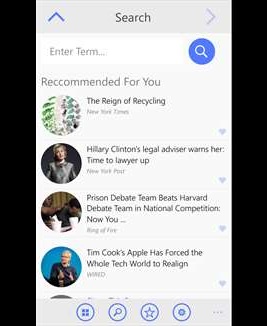 Search
Enter Term...
Reccommended For You
The Reign of Recycling
New York Times
Hillary Clinton's legal adviser warns her:
Time to lawyer up
New York Post
Prison Debate Team Beats Harvard
Debate Team in National Competition:
Now You ...
Ring of Fire
Tim Cook's Apple Has Forced the
Whole Tech World to Realign
WIRED